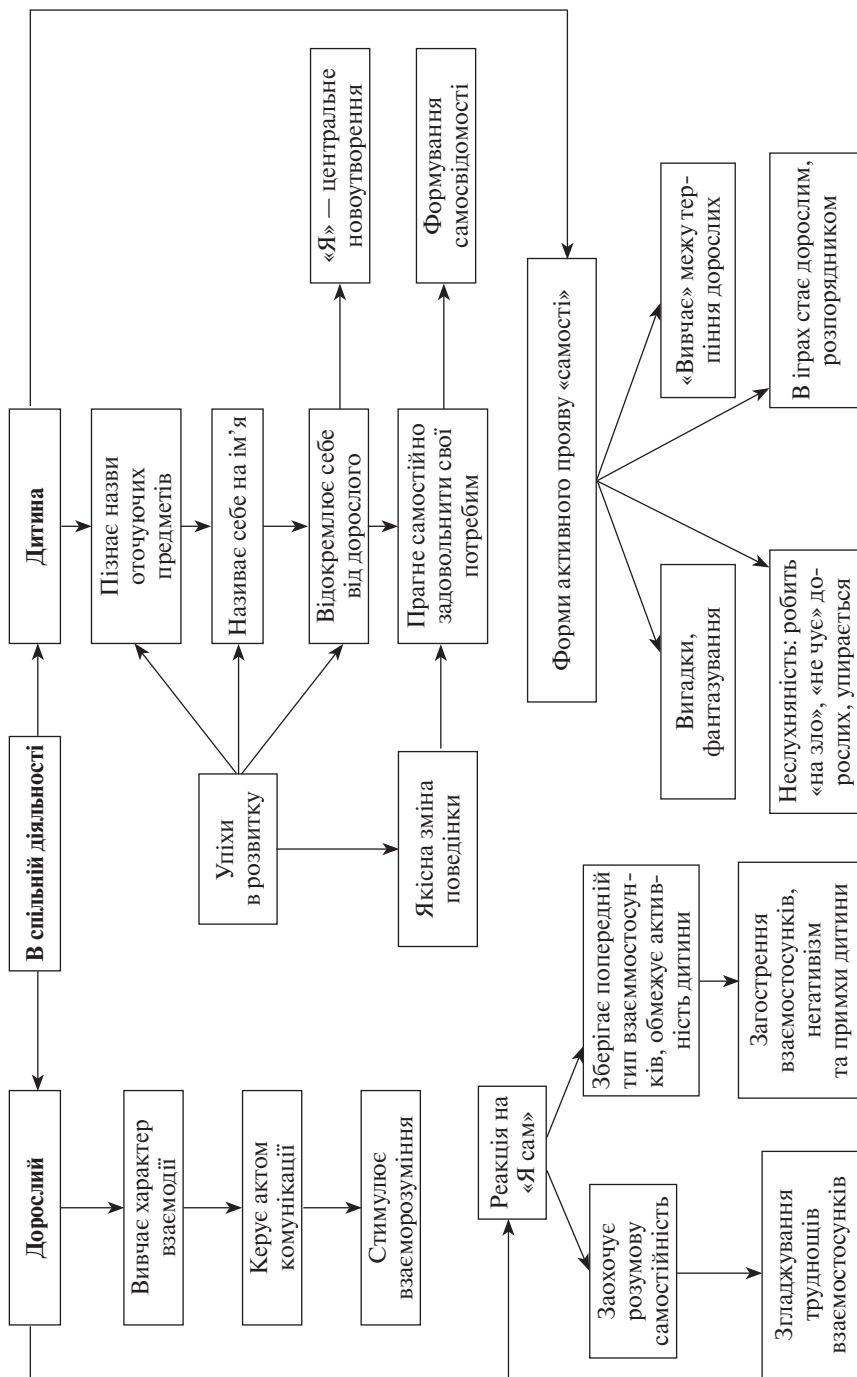 В спільній діяльності
Дорослий
Вивчає характер
взаємодії
Керує актом
комунікації
Стимулює
взаєморозуміння
Реакція на
«Я сам»
Заохочує
розумову
самостійність
Згладжування
труднощів
взаємостосунків
Зберігає попередній
тип взаєммостосун-
ків, обмежує актив-
ність дитини
Загострення
взаємостосунків,
негативізм
та примхи дитини
Упіхи
в розвитку
Якісна зміна
поведінки
Дитина
Пізнає назви
оточуючих
предметів
Називає себе на ім’я
Відокремлює себе
від дорослого
Прагне самостійно
задовольнити свої
потребим
«Я» — центральне
новоутворення
Формування
самосвідомості
Форми активного прояву «самості»
Вигадки,
фантазування
Неслухняність: робить
«на зло», «не чує» до-
рослих, упирається
«Вивчає» межу тер-
піння дорослих
В іграх стає дорослим,
розпорядником